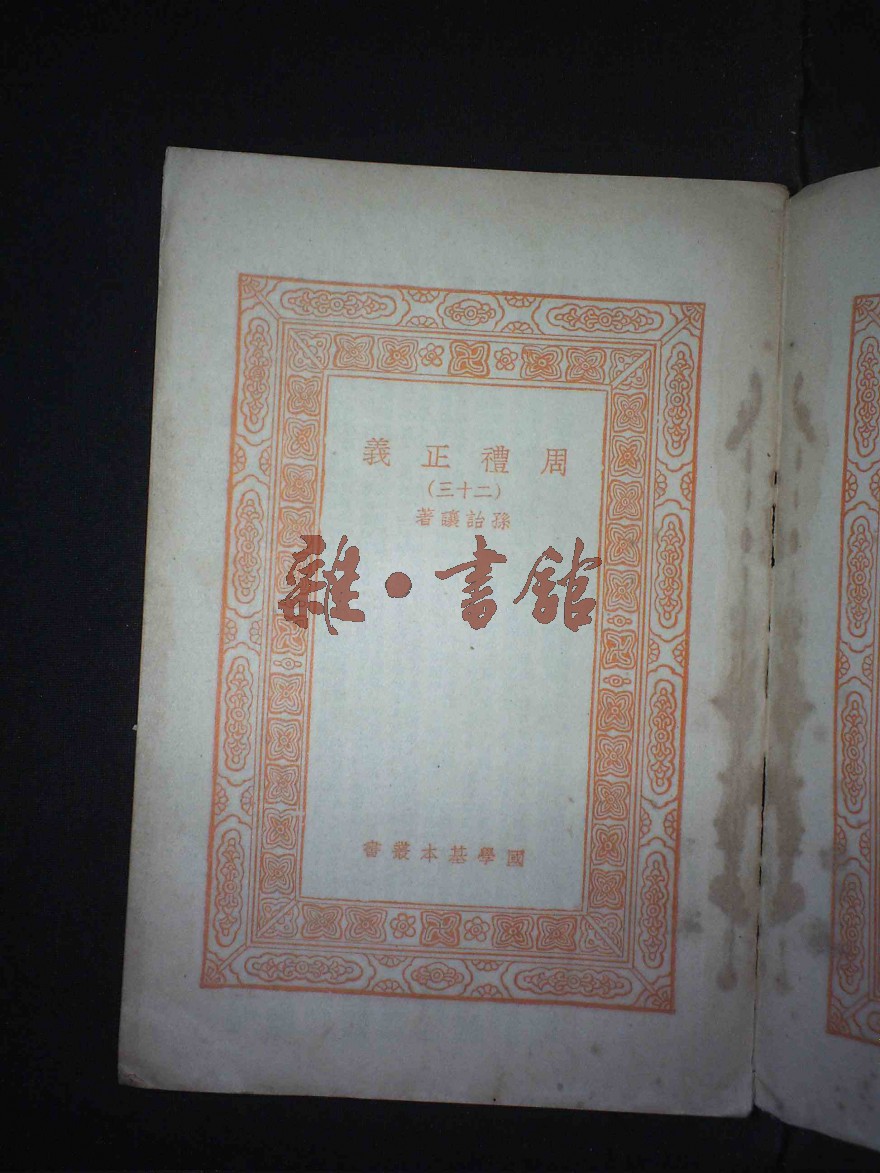 周禮正義
(二十三)
孫詒讓著
雜·書館
國學基本叢書